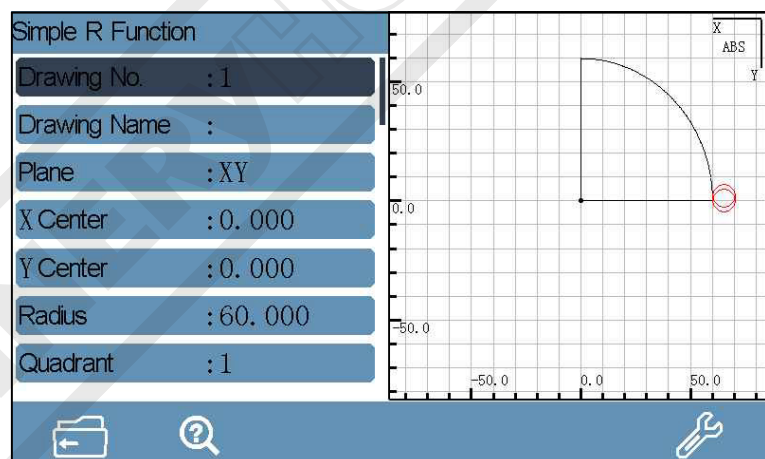 Simple R Function
Drawing No. :1
Drawing Name :
Plane :XY
X Center :0.000
Y Center :0.000
Radius :60.000
Quadrant :1
X
ABS
Y
50.0
0.0
-50.0
-50.0 0.0 50.0